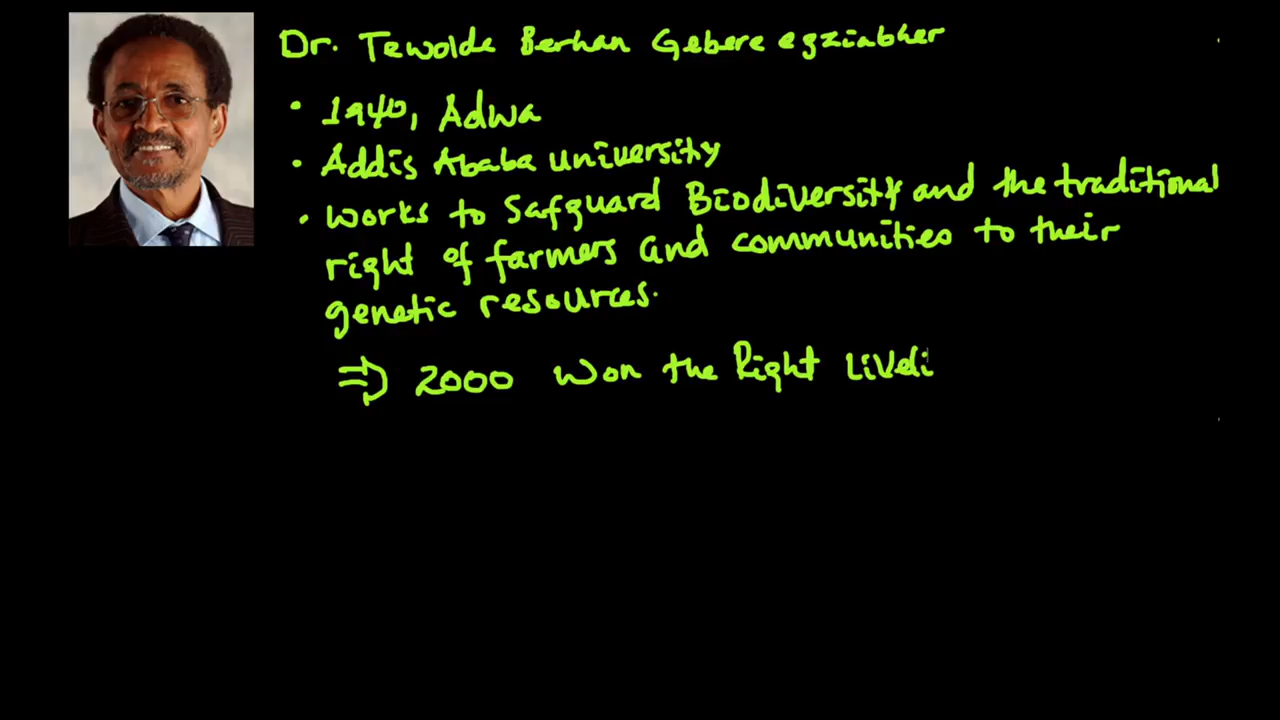 Dr. Tewolde Berhan Gebere egziabher
• 1940, Adwa
• Addis Ababa university
• works to Safguard Biodiversity and the traditional
right of farmers and communities to their
genetic resources.
⇒ 2000 Won the Right Liveli